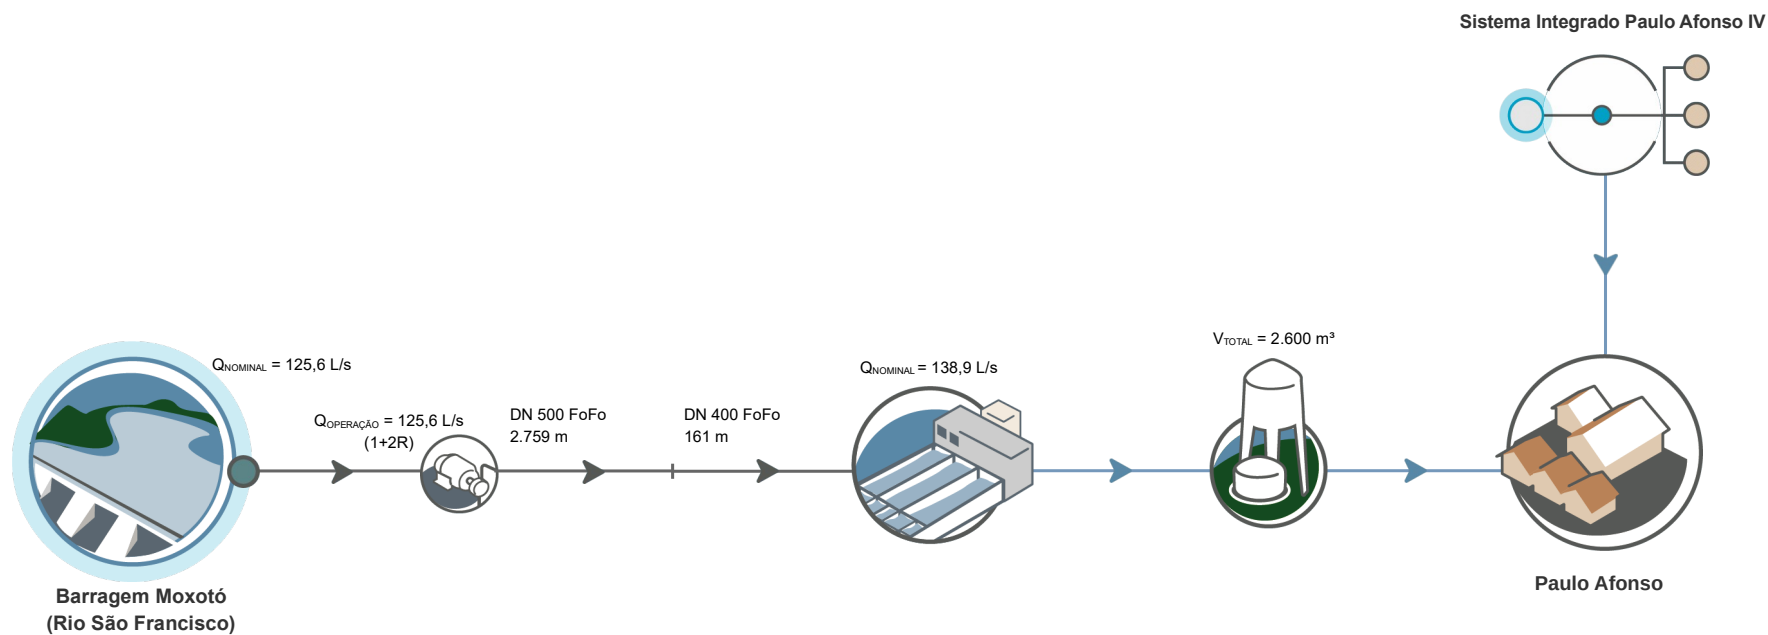 Sistema Integrado Paulo Afonso IV
QNOMINAL = 125,6 L/s
QOPERAÇÃO = 125,6 L/s
(1+2R)
DN 500 FoFo
2.759 m
DN 400 FoFo
161 m
QNOMINAL = 138,9 L/s
VTOTAL = 2.600 m³
Barragem Moxotó
(Rio São Francisco)
Paulo Afonso